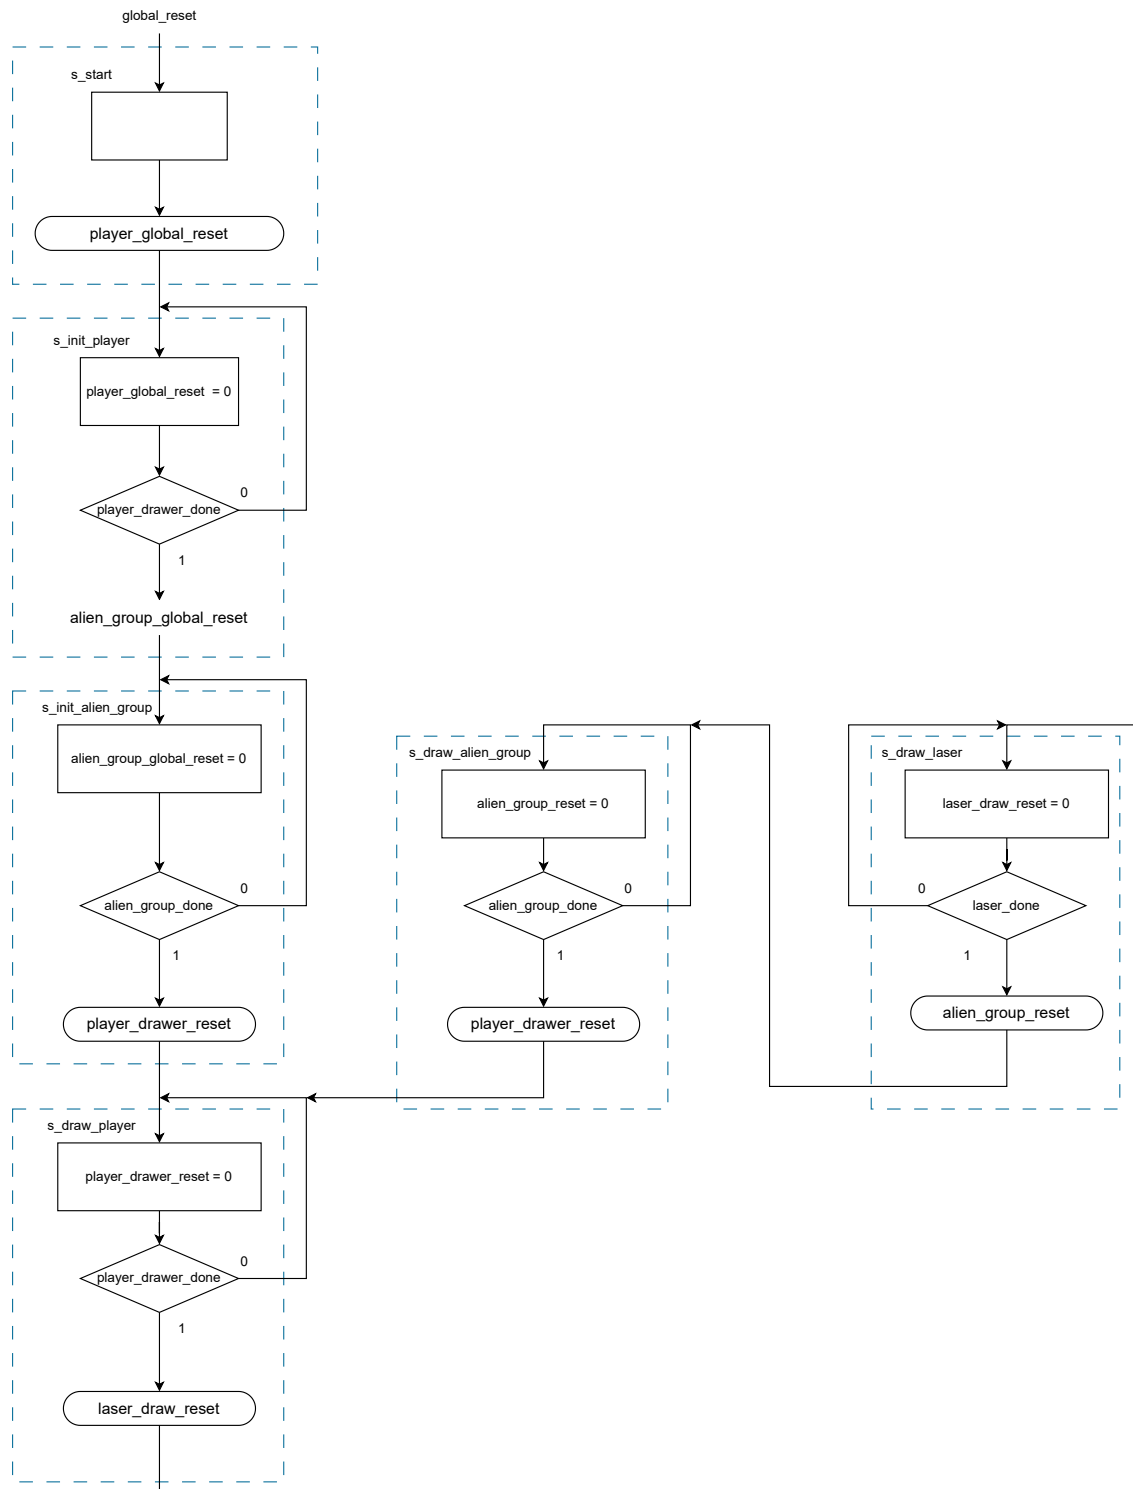 global_reset
s_start
player_global_reset
s_init_player
player_global_reset = 0
player_drawer_done
0
1
alien_group_global_reset
s_init_alien_group
alien_group_global_reset = 0
alien_group_done
0
1
player_drawer_reset
s_draw_alien_group
alien_group_reset = 0
alien_group_done
0
1
player_drawer_reset
s_draw_laser
laser_draw_reset = 0
0
laser_done
1
alien_group_reset
s_draw_player
player_drawer_reset = 0
player_drawer_done
0
1
laser_draw_reset